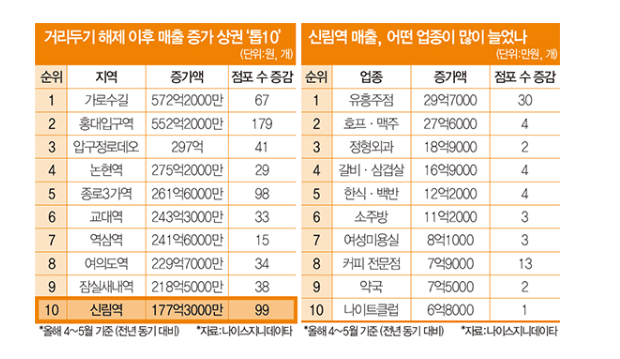 거리두기 해제 이후 매출 증가 상권 '톱10'
(단위:원, 개)
순위 지역 증가액 점포 수 증감
1 가로수길 572억2000만 67
2 홍대입구역 552억2000만 179
3 압구정로데오 297억 41
4 논현역 275억2000만 29
5 종로3가역 261억6000만 98
6 교대역 243억3000만 33
7 역삼역 241억6000만 15
8 여의도역 229억7000만 34
9 잠실새내역 218억5000만 38
10 신림역 177억3000만 99
*올해 4~5월 기준 (전년 동기 대비) *자료:나이스지니데이타
신림역 매출, 어떤 업종이 많이 늘었나
(단위:만원, 개)
순위 업종 증가액 점포 수 증감
1 유흥주점 29억7000 30
2 호프·맥주 27억6000 4
3 정형외과 18억9000 2
4 갈비·삼겹살 16억9000 4
5 한식·백반 12억2000 4
6 소주방 11억2000 3
7 여성미용실 8억1000 3
8 커피 전문점 7억9000 13
9 약국 7억5000 2
10 나이트클럽 6억8000 1
*올해 4~5월 기준 (전년 동기 대비) *자료:나이스지니데이타